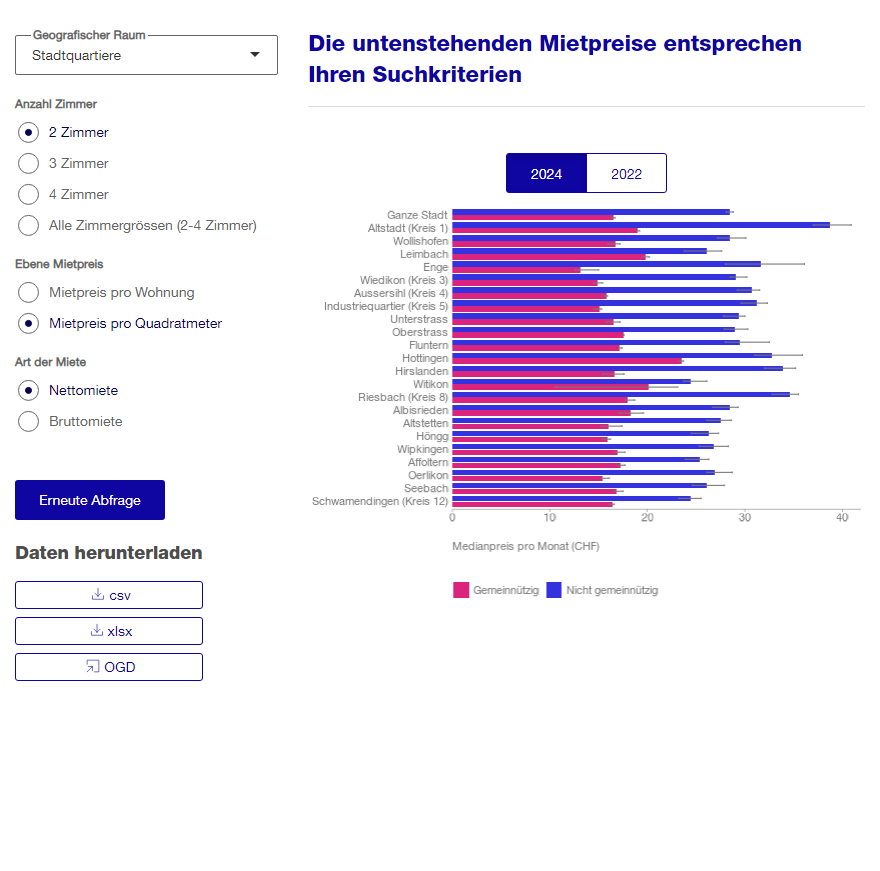 Geografischer Raum
Stadtquartiere
Anzahl Zimmer
2 Zimmer
3 Zimmer
4 Zimmer
Alle Zimmergrössen (2-4 Zimmer)
Ebene Mietpreis
Mietpreis pro Wohnung
Mietpreis pro Quadratmeter
Art der Miete
Nettomiete
Bruttomiete
Erneute Abfrage
Daten herunterladen
csv
xlsx
OGD
Die untenstehenden Mietpreise entsprechen
Ihren Suchkriterien
2024 2022
Ganze Stadt
Altstadt (Kreis 1)
Wollishofen
Leimbach
Enge
Wiedikon (Kreis 3)
Aussersihl (Kreis 4)
Industriequartier (Kreis 5)
Unterstrass
Oberstrass
Fluntern
Hottingen
Hirslanden
Witikon
Riesbach (Kreis 8)
Albisrieden
Altstetten
Höngg
Wipkingen
Affoltern
Oerlikon
Seebach
Schwamendingen (Kreis 12)
0 10 20 30 40
Medianpreis pro Monat (CHF)
Gemeinnützig Nicht gemeinnützig